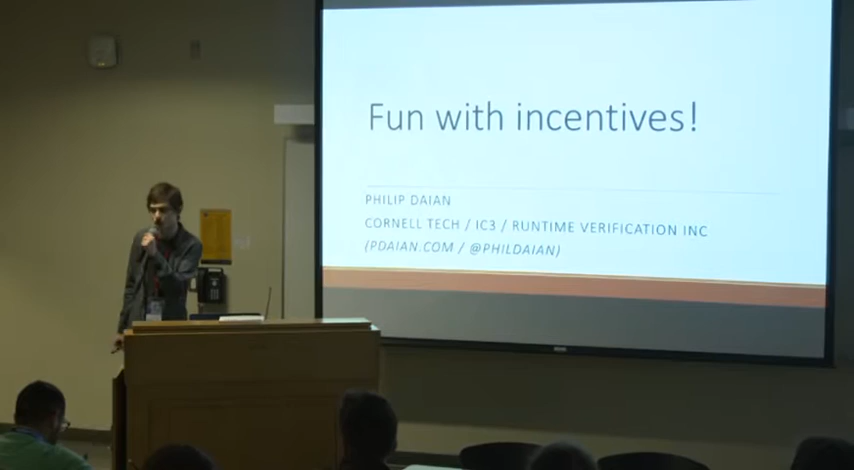 Fun with incentives!
PHILIP DAIAN
CORNELL TECH / IC3 / RUNTIME VERIFICATION INC
(PDAIAN.COM / @PHILDAIAN)